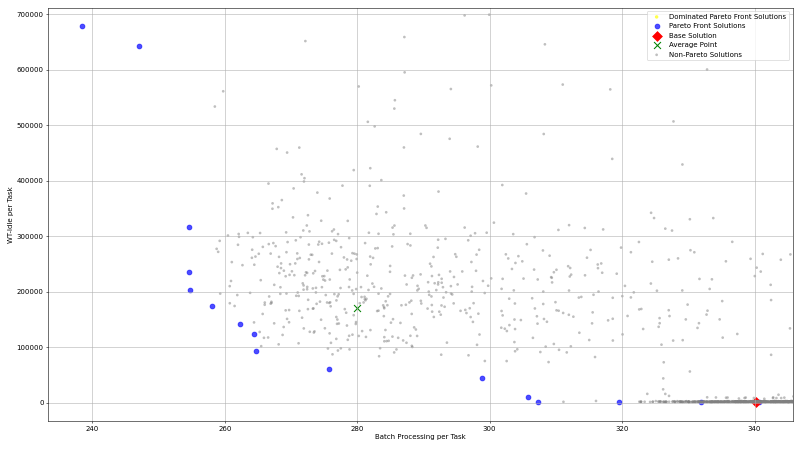 700000
600000
500000
400000
300000
200000
100000
0
WT-Idle per Task
240
260
280
300
320
340
Batch Processing per Task
Dominated Pareto Front Solutions
Pareto Front Solutions
Base Solution
Average Point
Non-Pareto Solutions